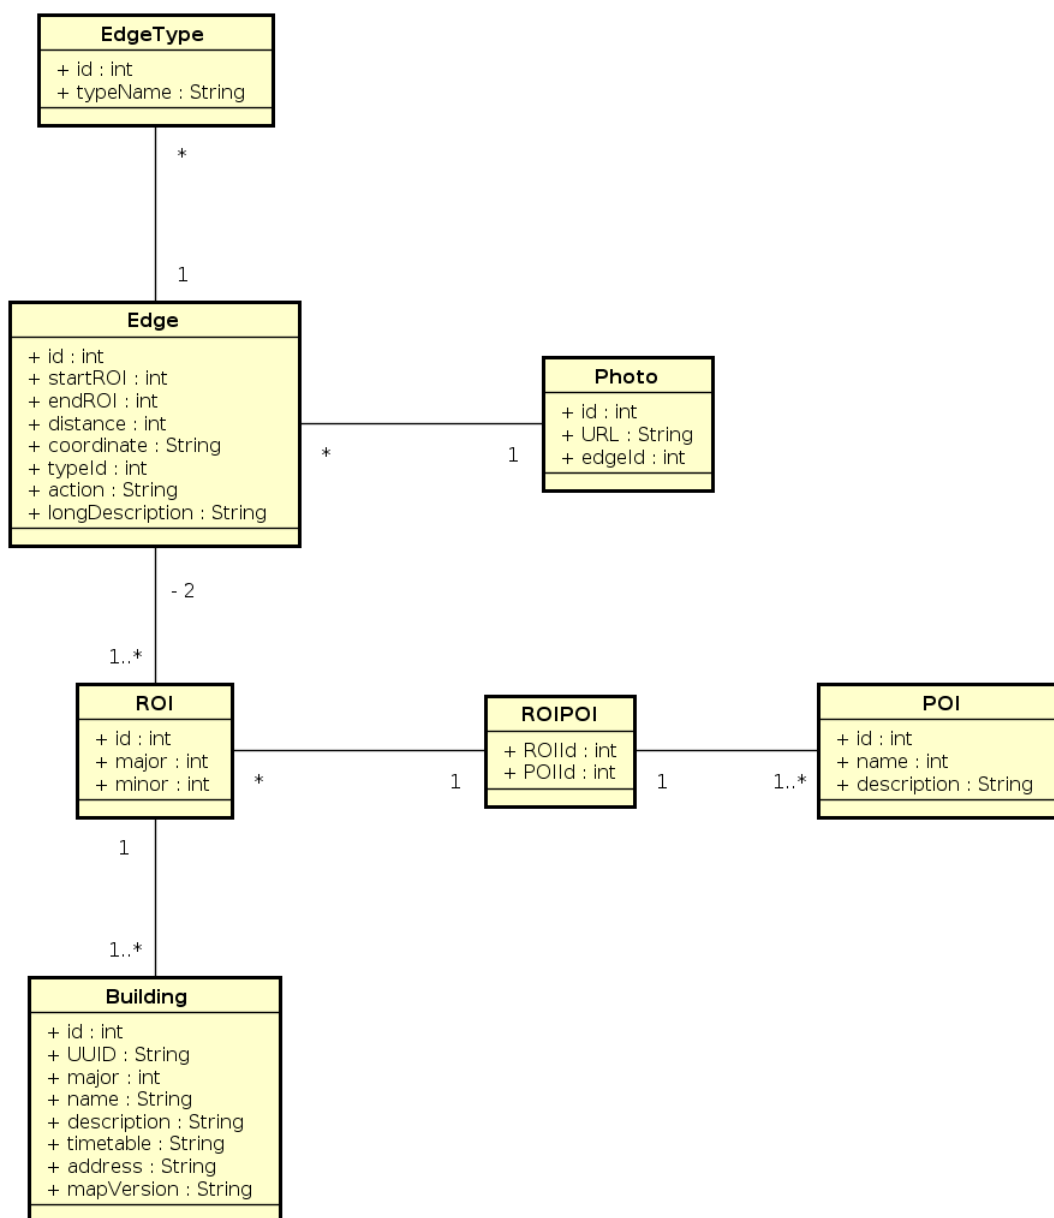 EdgeType
+ id : int
+ typeName : String
*
1
Edge
+ id : int
+ startROI : int
+ endROI : int
+ distance : int
+ coordinate : String
+ typeId : int
+ action : String
+ longDescription : String
* 1
Photo
+ id : int
+ URL : String
+ edgeId : int
- 2
1..*
ROI
+ id : int
+ major : int
+ minor : int
* 1
ROIPOI
+ ROIId : int
+ POIId : int
1 1..*
POI
+ id : int
+ name : int
+ description : String
1
1..*
Building
+ id : int
+ UUID : String
+ major : int
+ name : String
+ description : String
+ timetable : String
+ address : String
+ mapVersion : String